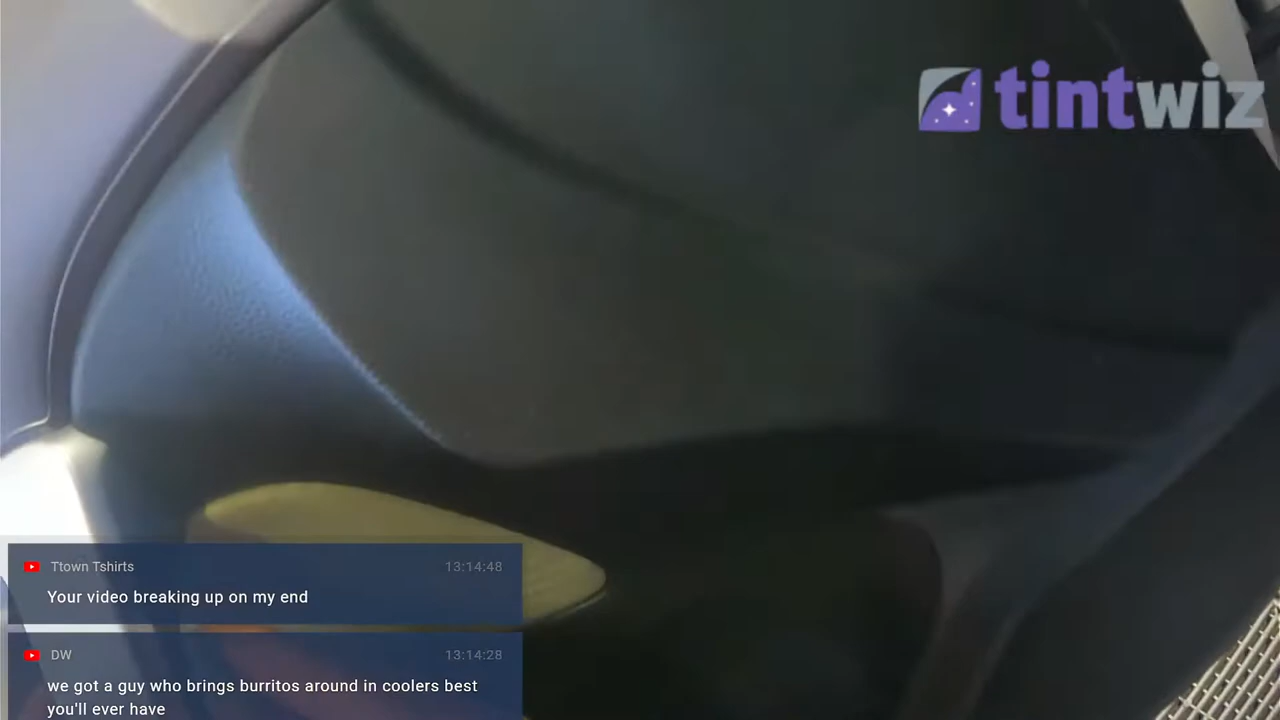 tintwiz
Ttown Tshirts 13:14:48
Your video breaking up on my end
DW 13:14:28
we got a guy who brings burritos around in coolers best
you'll ever have